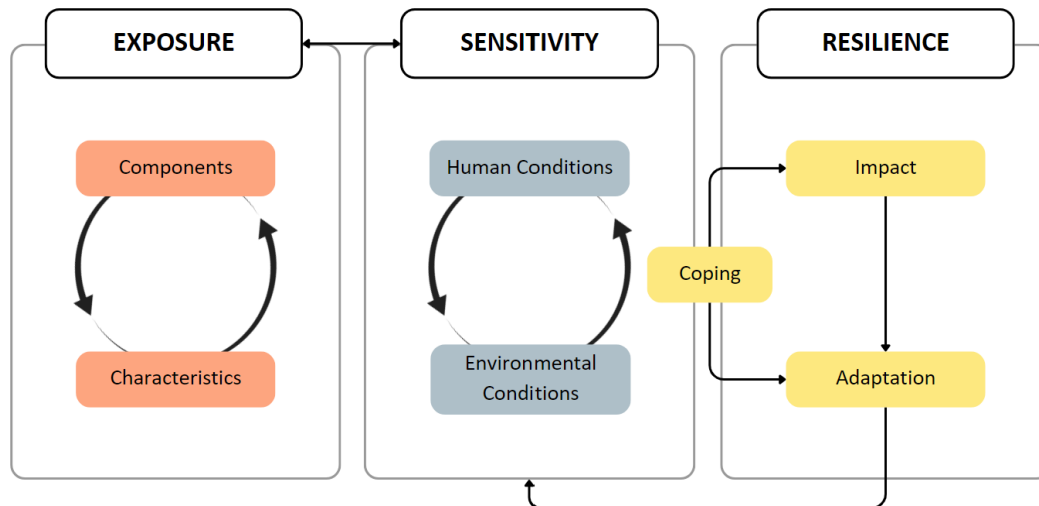 EXPOSURE
SENSITIVITY
RESILIENCE
Components
Characteristics
Human Conditions
Environmental
Conditions
Coping
Impact
Adaptation